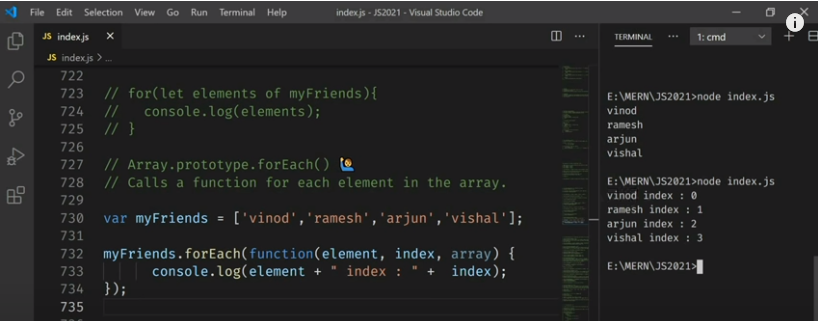 File Edit Selection View Go Run Terminal Help index.js - JS2021 - Visual Studio Code
JS index.js
JS index.js > ...
TERMINAL ... 1: cmd
722
723 // for(let elements of myFriends){
724 // console.log(elements);
725 // }
726
727 // Array.prototype.forEach() 🙋‍♂️
728 // Calls a function for each element in the array.
729
730 var myFriends = ['vinod','ramesh','arjun','vishal'];
731
732 myFriends.forEach(function(element, index, array) {
733 console.log(element + " index : " + index);
734 });
735
E:\MERN\JS2021>node index.js
vinod
ramesh
arjun
vishal
E:\MERN\JS2021>node index.js
vinod index : 0
ramesh index : 1
arjun index : 2
vishal index : 3
E:\MERN\JS2021>